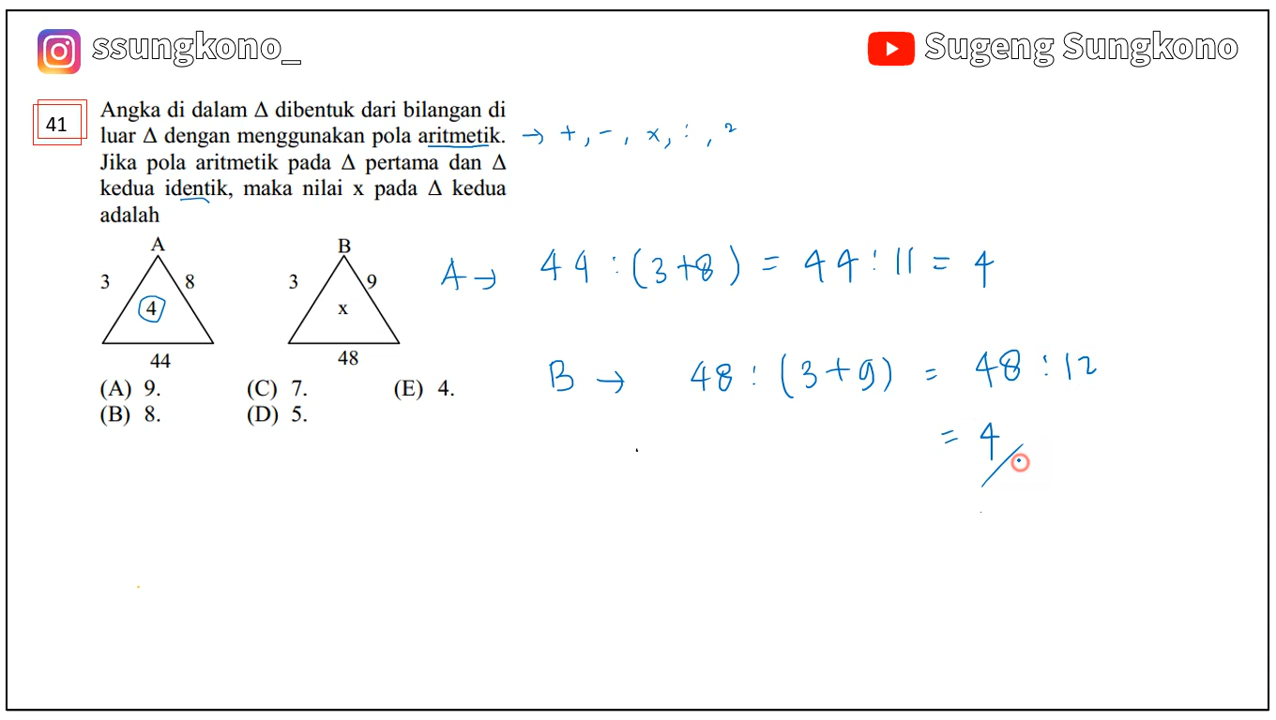 ssungkono_
Sugeng Sungkono
41
Angka di dalam Δ dibentuk dari bilangan di
luar Δ dengan menggunakan pola aritmetik. → +, -, x, :, ²
Jika pola aritmetik pada Δ pertama dan Δ
kedua identik, maka nilai x pada Δ kedua
adalah
A B
3 8 3 9
4 x
44 48
A → 44 : (3+8) = 44 : 11 = 4
B → 48 : (3+9) = 48 : 12
= 4
(A) 9. (C) 7. (E) 4.
(B) 8. (D) 5.